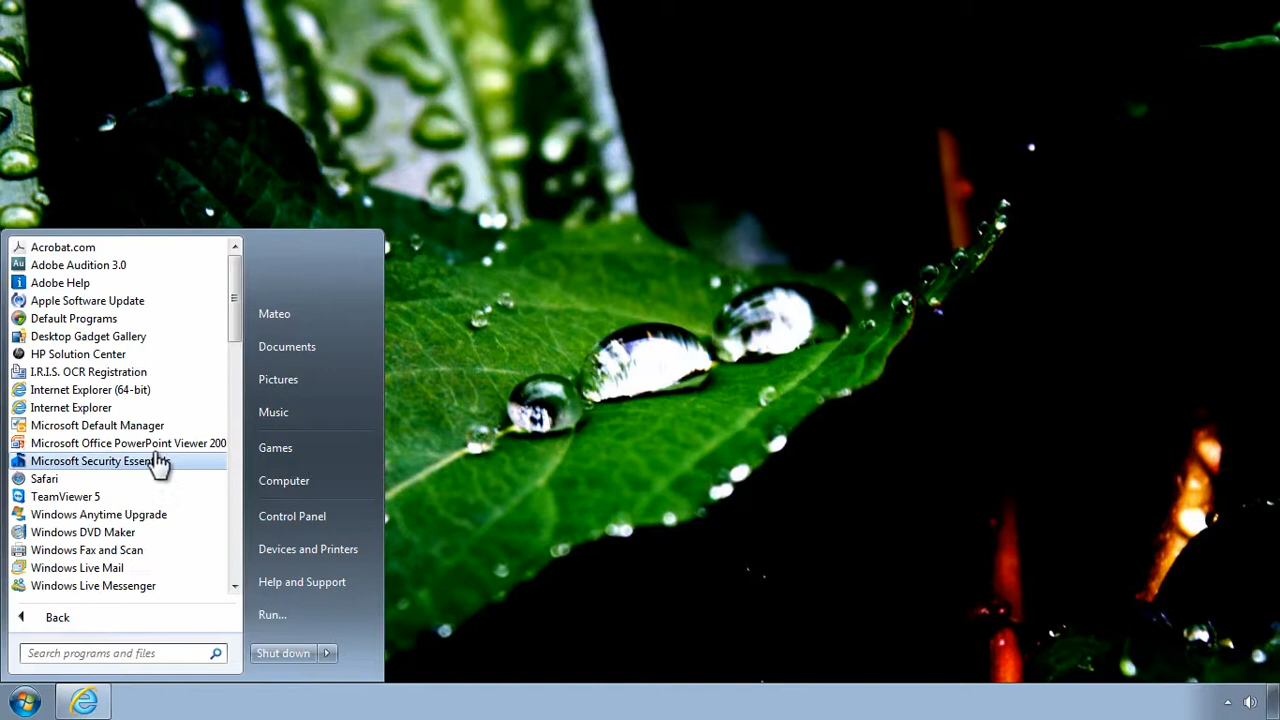 Acrobat.com
Adobe Audition 3.0
Adobe Help
Apple Software Update
Default Programs
Desktop Gadget Gallery
HP Solution Center
I.R.I.S. OCR Registration
Internet Explorer (64-bit)
Internet Explorer
Microsoft Default Manager
Microsoft Office PowerPoint Viewer 200
Microsoft Security
Safari
TeamViewer 5
Windows Anytime Upgrade
Windows DVD Maker
Windows Fax and Scan
Windows Live Mail
Windows Live Messenger
Back
Search programs and files
Mateo
Documents
Pictures
Music
Games
Computer
Control Panel
Devices and Printers
Help and Support
Run...
Shut down